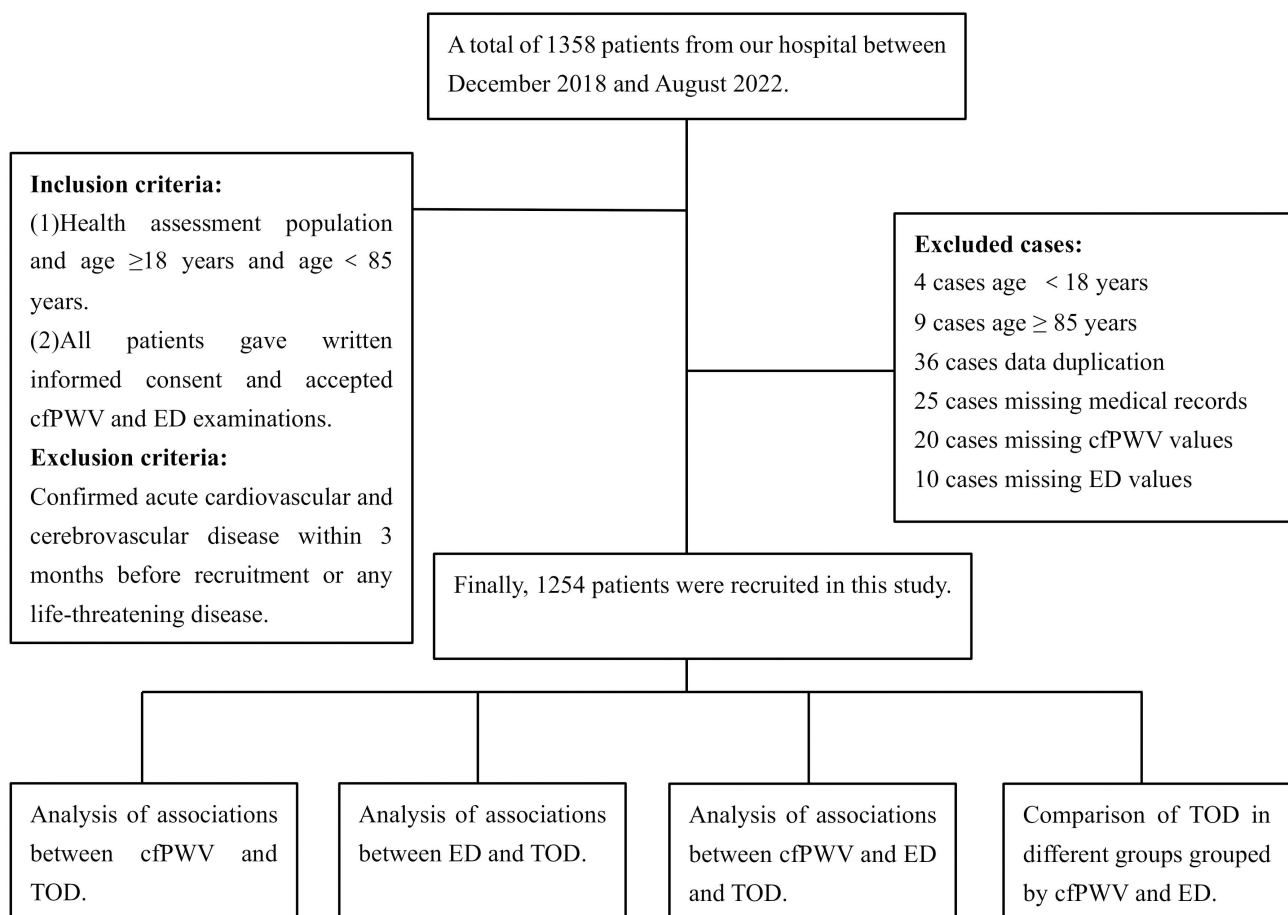 A total of 1358 patients from our hospital between
December 2018 and August 2022.
Inclusion criteria:
(1)Health assessment population
and age ≥18 years and age < 85
years.
(2)All patients gave written
informed consent and accepted
cfPWV and ED examinations.
Exclusion criteria:
Confirmed acute cardiovascular and
cerebrovascular disease within 3
months before recruitment or any
life-threatening disease.
Excluded cases:
4 cases age < 18 years
9 cases age ≥ 85 years
36 cases data duplication
25 cases missing medical records
20 cases missing cfPWV values
10 cases missing ED values
Finally, 1254 patients were recruited in this study.
Analysis of associations
between cfPWV and
TOD.
Analysis of associations
between ED and TOD.
Analysis of associations
between cfPWV and ED
and TOD.
Comparison of TOD in
different groups grouped
by cfPWV and ED.